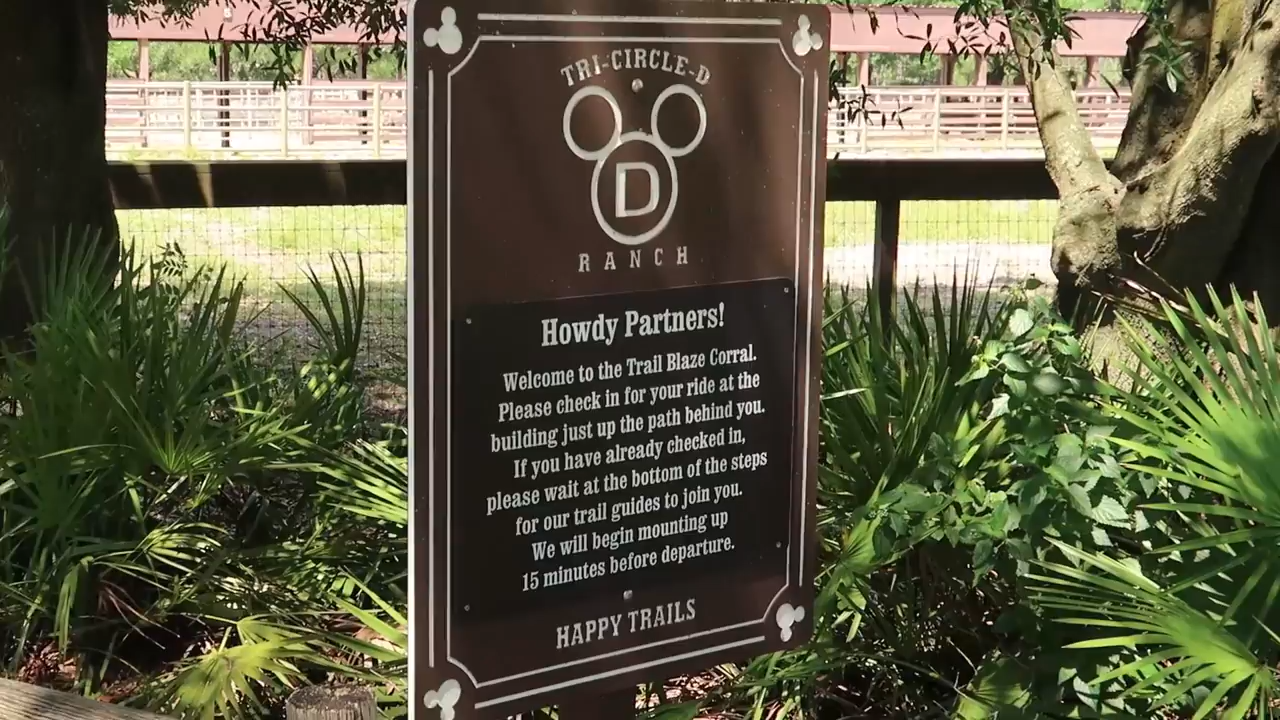 TRI-CIRCLE-D
D
RANCH
Howdy Partners!
Welcome to the Trail Blaze Corral.
Please check in for your ride at the
building just up the path behind you.
If you have already checked in,
please wait at the bottom of the steps
for our trail guides to join you.
We will begin mounting up
15 minutes before departure.
HAPPY TRAILS